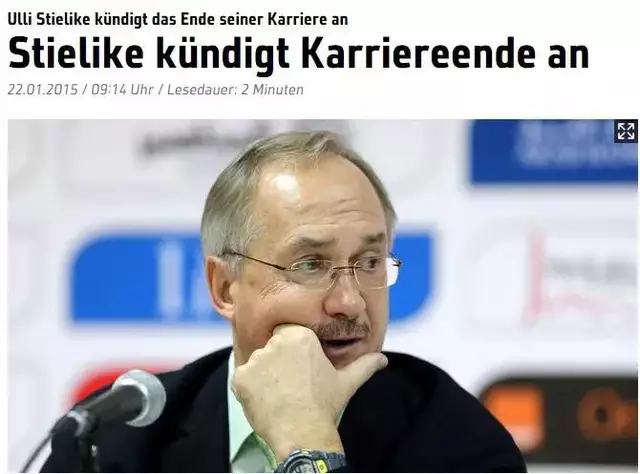 Ulli Stielike kündigt das Ende seiner Karriere an
Stielike kündigt Karriereende an
22.01.2015 / 09:14 Uhr / Lesedauer: 2 Minuten